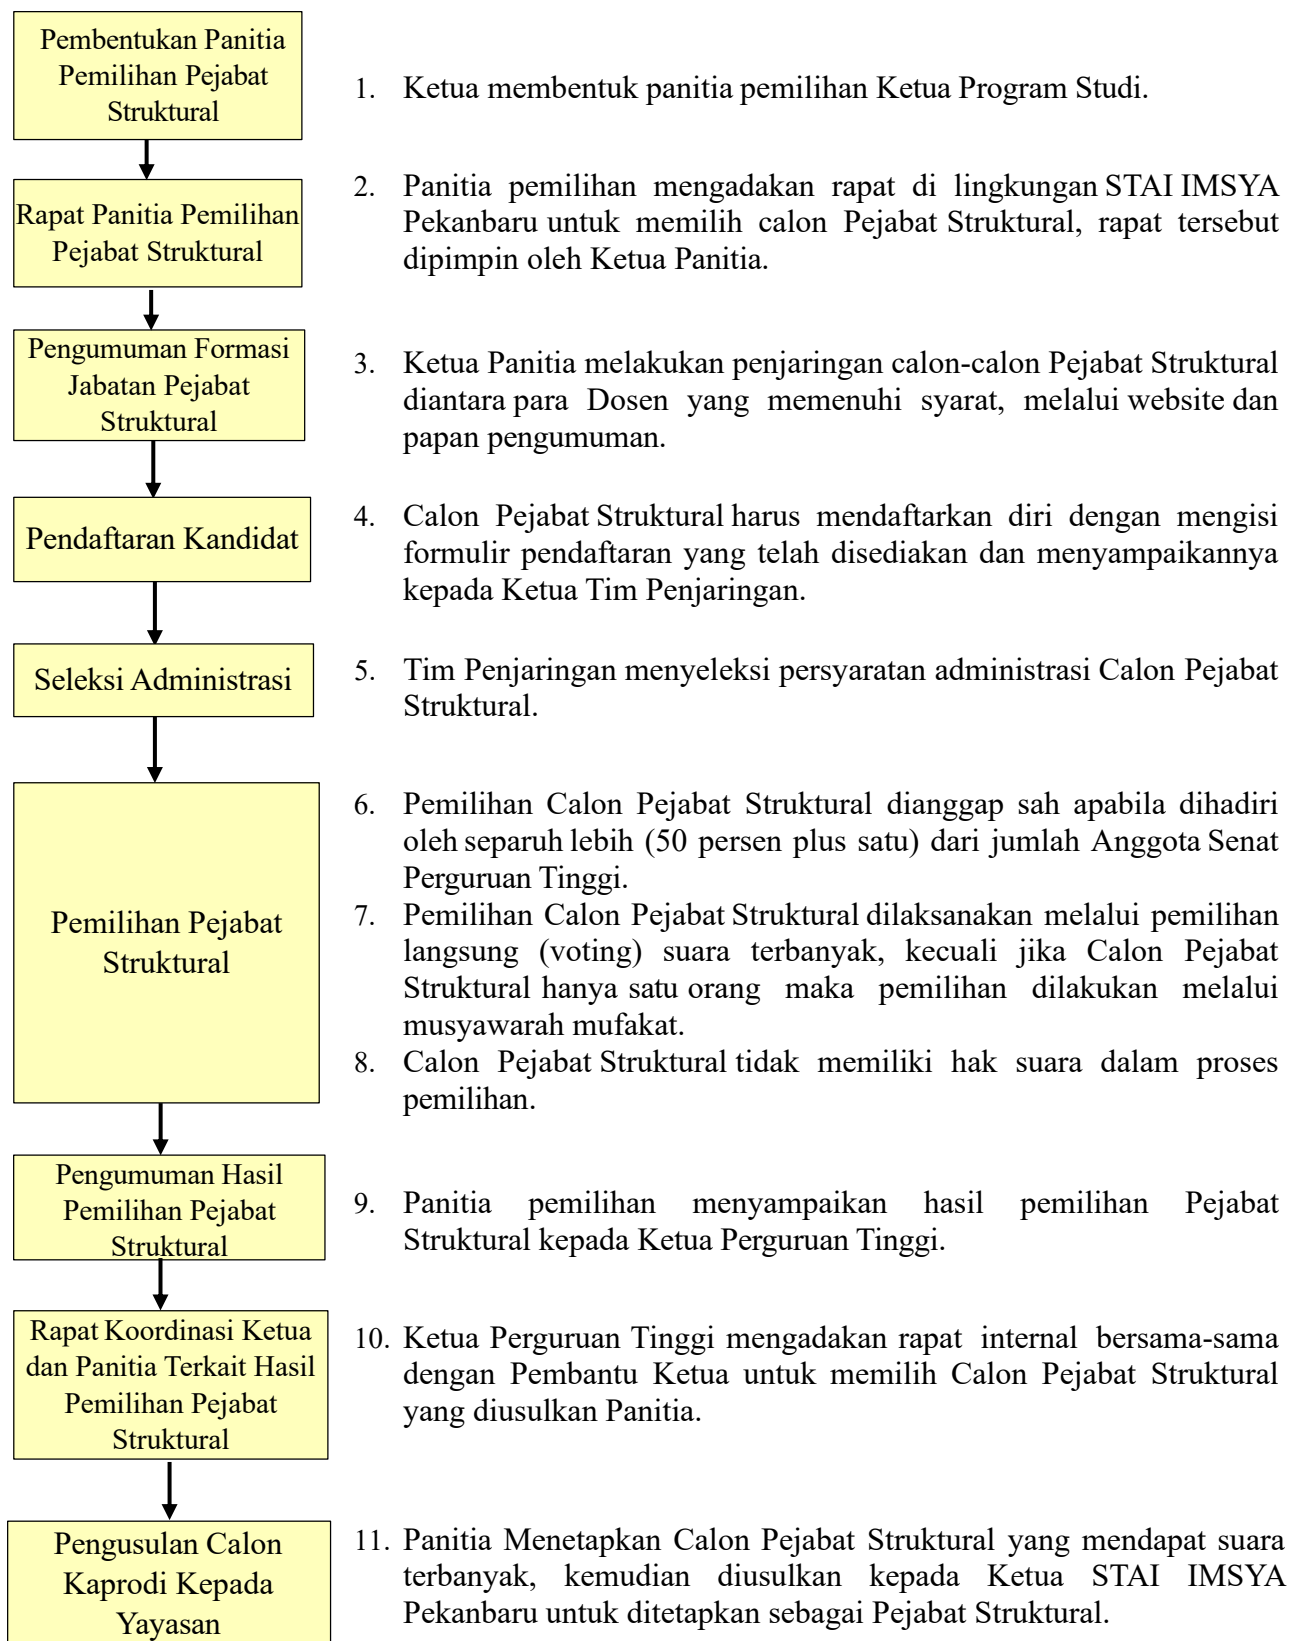 Pembentukan Panitia
Pemilihan Pejabat
Struktural
1. Ketua membentuk panitia pemilihan Ketua Program Studi.
Rapat Panitia Pemilihan
Pejabat Struktural
2. Panitia pemilihan mengadakan rapat di lingkungan STAI IMSYA
Pekanbaru untuk memilih calon Pejabat Struktural, rapat tersebut
dipimpin oleh Ketua Panitia.
Pengumuman Formasi
Jabatan Pejabat
Struktural
3. Ketua Panitia melakukan penjaringan calon-calon Pejabat Struktural
diantara para Dosen yang memenuhi syarat, melalui website dan
papan pengumuman.
Pendaftaran Kandidat
4. Calon Pejabat Struktural harus mendaftarkan diri dengan mengisi
formulir pendaftaran yang telah disediakan dan menyampaikannya
kepada Ketua Tim Penjaringan.
Seleksi Administrasi
5. Tim Penjaringan menyeleksi persyaratan administrasi Calon Pejabat
Struktural.
Pemilihan Pejabat
Struktural
6. Pemilihan Calon Pejabat Struktural dianggap sah apabila dihadiri
oleh separuh lebih (50 persen plus satu) dari jumlah Anggota Senat
Perguruan Tinggi.
7. Pemilihan Calon Pejabat Struktural dilaksanakan melalui pemilihan
langsung (voting) suara terbanyak, kecuali jika Calon Pejabat
Struktural hanya satu orang maka pemilihan dilakukan melalui
musyawarah mufakat.
8. Calon Pejabat Struktural tidak memiliki hak suara dalam proses
pemilihan.
Pengumuman Hasil
Pemilihan Pejabat
Struktural
9. Panitia pemilihan menyampaikan hasil pemilihan Pejabat
Struktural kepada Ketua Perguruan Tinggi.
Rapat Koordinasi Ketua
dan Panitia Terkait Hasil
Pemilihan Pejabat
Struktural
10. Ketua Perguruan Tinggi mengadakan rapat internal bersama-sama
dengan Pembantu Ketua untuk memilih Calon Pejabat Struktural
yang diusulkan Panitia.
Pengusulan Calon
Kaprodi Kepada
Yayasan
11. Panitia Menetapkan Calon Pejabat Struktural yang mendapat suara
terbanyak, kemudian diusulkan kepada Ketua STAI IMSYA
Pekanbaru untuk ditetapkan sebagai Pejabat Struktural.